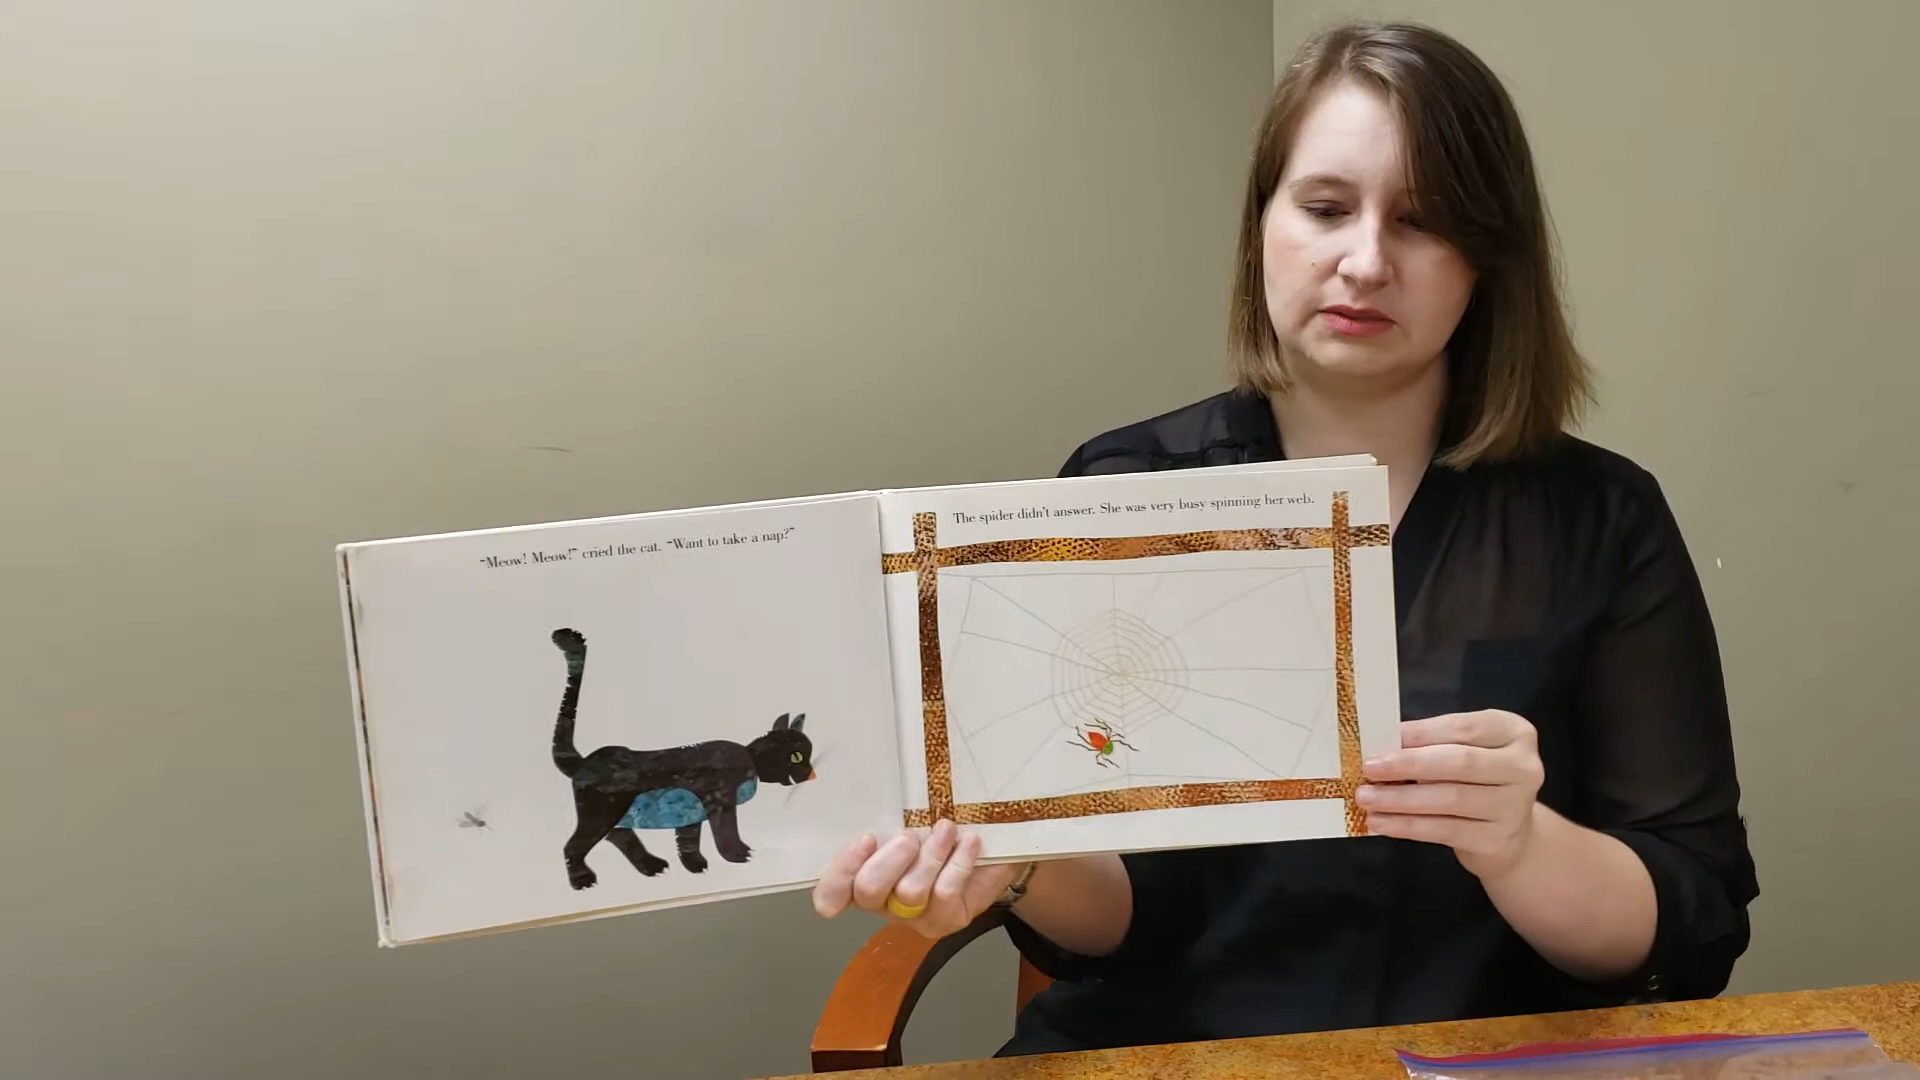 “Meow! Meow!” cried the cat. “Want to take a nap?”
The spider didn't answer. She was very busy spinning her web.